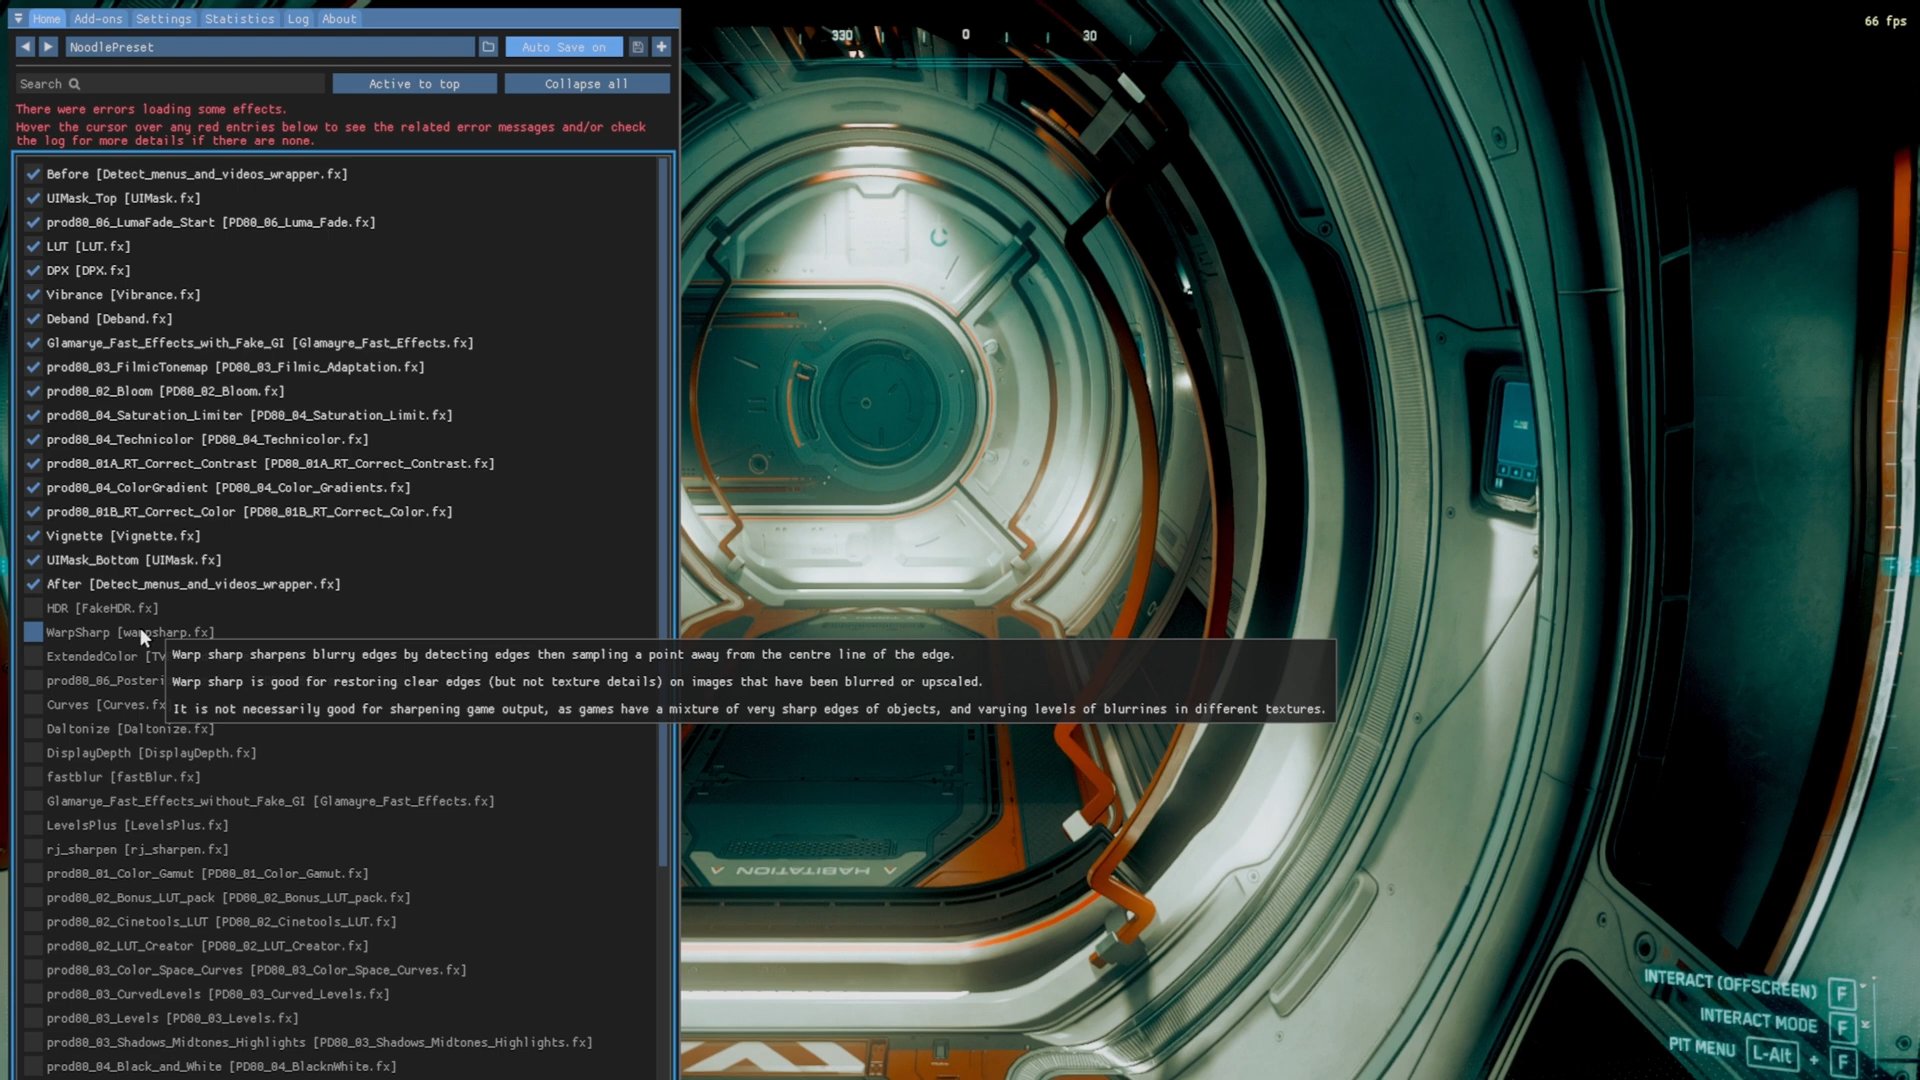 66 fps
Home Add-ons Settings Statistics Log About
NoodlePreset Auto Save on
330 0 30
Search Active to top Collapse all
There were errors loading some effects.
Hover the cursor over any red entries below to see the related error messages and/or check
the log for more details if there are none.
Before [Detect_menus_and_videos_wrapper.fx]
UIMask_Top [UIMask.fx]
prod80_06_LumaFade_Start [PD80_06_Luma_Fade.fx]
LUT [LUT.fx]
DPX [DPX.fx]
Vibrance [Vibrance.fx]
Deband [Deband.fx]
Glamarye_Fast_Effects_with_Fake_GI [Glamayre_Fast_Effects.fx]
prod80_03_FilmicTonemap [PD80_03_Filmic_Adaptation.fx]
prod80_02_Bloom [PD80_02_Bloom.fx]
prod80_04_Saturation_Limiter [PD80_04_Saturation_Limit.fx]
prod80_04_Technicolor [PD80_04_Technicolor.fx]
prod80_01A_RT_Correct_Contrast [PD80_01A_RT_Correct_Contrast.fx]
prod80_04_ColorGradient [PD80_04_Color_Gradients.fx]
prod80_01B_RT_Correct_Color [PD80_01B_RT_Correct_Color.fx]
Vignette [Vignette.fx]
UIMask_Bottom [UIMask.fx]
After [Detect_menus_and_videos_wrapper.fx]
HDR [FakeHDR.fx]
WarpSharp [warpsharp.fx]
Warp sharp sharpens blurry edges by detecting edges then sampling a point away from the centre line of the edge.
ExtendedColor [TV
Warp sharp is good for restoring clear edges (but not texture details) on images that have been blurred or upscaled.
prod80_06_Posteri
Curves [Curves.fx
It is not necessarily good for sharpening game output, as games have a mixture of very sharp edges of objects, and varying levels of blurrines in different textures.
Daltonize [Daltonize.fx]
DisplayDepth [DisplayDepth.fx]
fastblur [fastBlur.fx]
Glamarye_Fast_Effects_without_Fake_GI [Glamayre_Fast_Effects.fx]
LevelsPlus [LevelsPlus.fx]
rj_sharpen [rj_sharpen.fx]
prod80_01_Color_Gamut [PD80_01_Color_Gamut.fx]
HABITATION
prod80_02_Bonus_LUT_pack [PD80_02_Bonus_LUT_pack.fx]
prod80_02_Cinetools_LUT [PD80_02_Cinetools_LUT.fx]
prod80_02_LUT_Creator [PD80_02_LUT_Creator.fx]
prod80_03_Color_Space_Curves [PD80_03_Color_Space_Curves.fx]
prod80_03_CurvedLevels [PD80_03_Curved_Levels.fx]
prod80_03_Levels [PD80_03_Levels.fx]
prod80_03_Shadows_Midtones_Highlights [PD80_03_Shadows_Midtones_Highlights.fx]
prod80_04_Black_and_White [PD80_04_BlacknWhite.fx]
INTERACT (OFFSCREEN) F
INTERACT MODE F
PIT MENU L-Alt + F